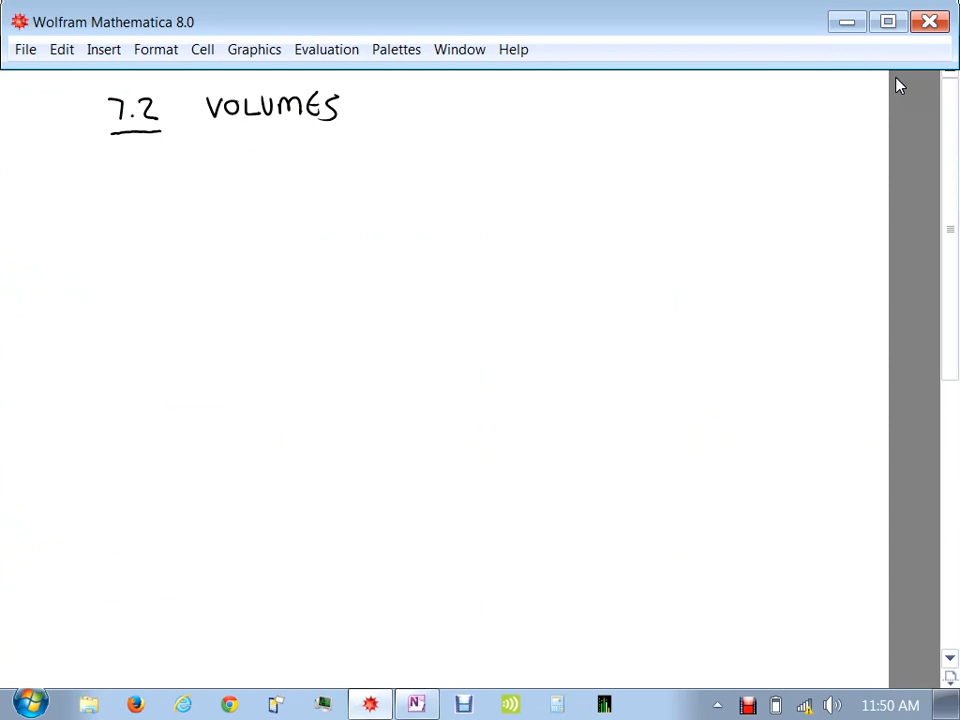 Wolfram Mathematica 8.0
File Edit Insert Format Cell Graphics Evaluation Palettes Window Help
7.2 VOLUMES
11:50 AM